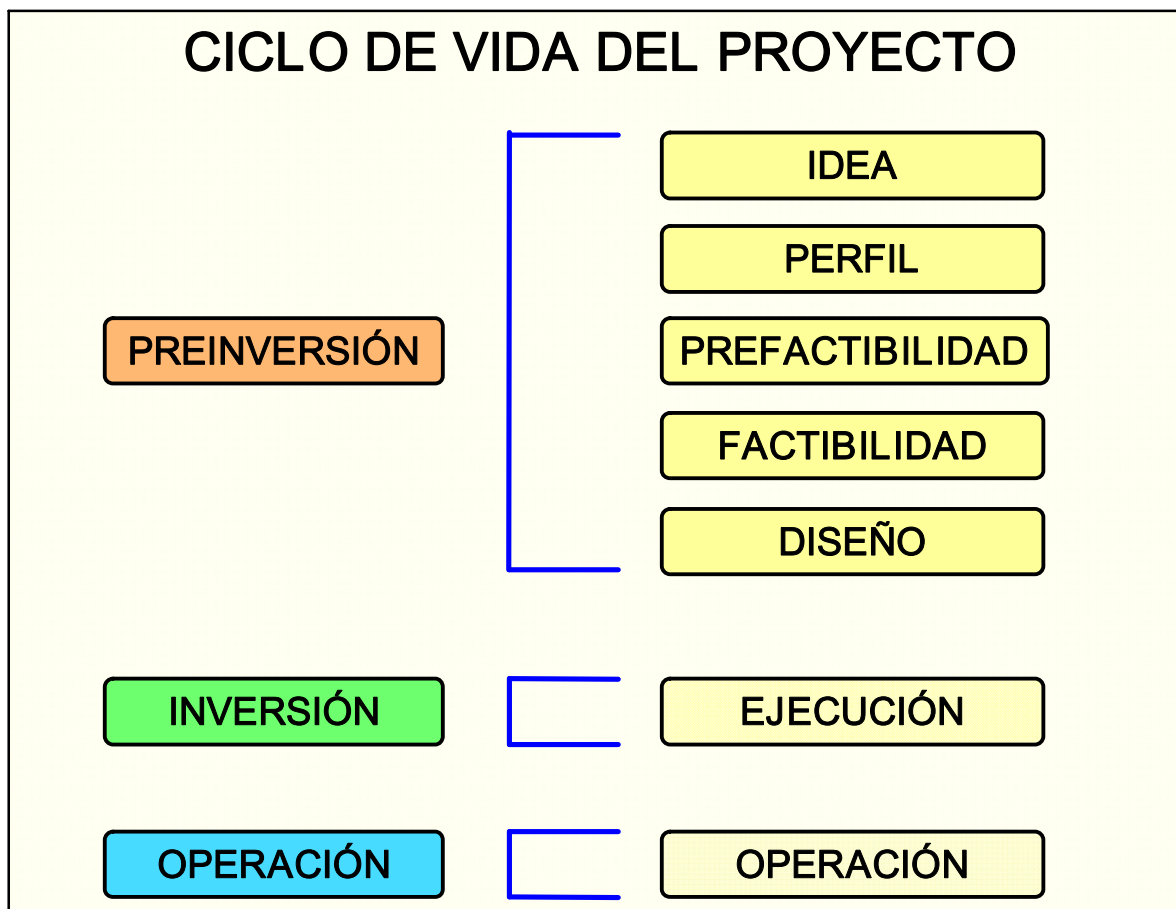 CICLO DE VIDA DEL PROYECTO
PREINVERSIÓN
IDEA
PERFIL
PREFACTIBILIDAD
FACTIBILIDAD
DISEÑO
INVERSIÓN
EJECUCIÓN
OPERACIÓN
OPERACIÓN